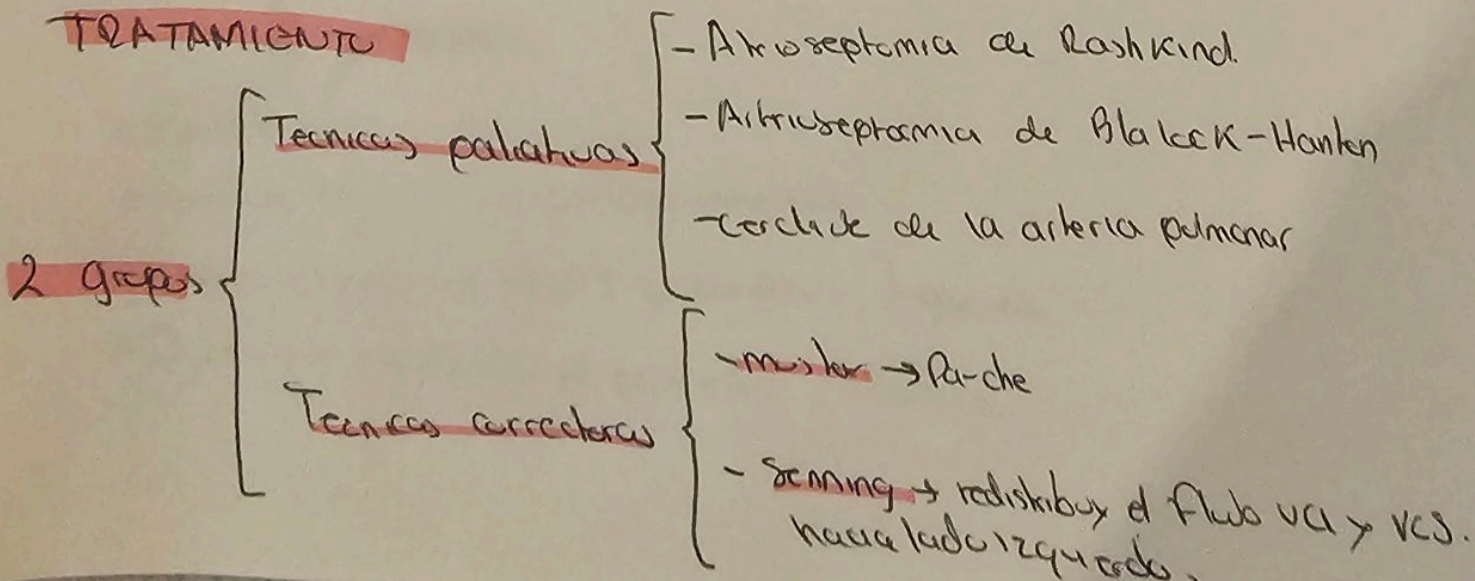 TRATAMIENTO
- Atrioseptomia de Rashkind.
Tecnicas paliativas
- Atrioseptomia de Blalock-Hanlen
- cerclaje de la arteria pulmonar
2 grupos
- muster → Parche
Tecnicas correctoras
- Senning → redistribuy el flujo VCI y VCS.
hacia lado izquierdo.